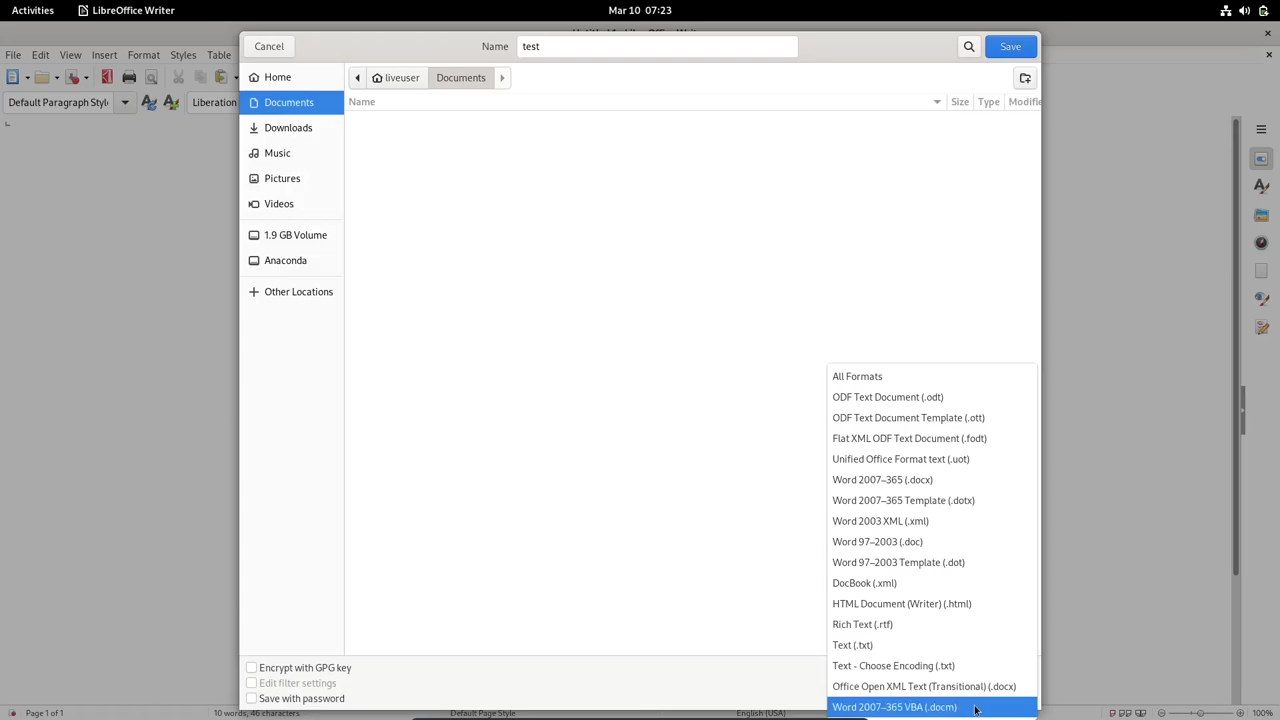 Activities LibreOffice Writer Mar 10 07:23
Cancel Name test Save
File Edit View Insert Format Styles Table
Home liveuser Documents
Default Paragraph Style Liberation
Documents Name Size Type Modifie
Downloads
Music
Pictures
Videos
1.9 GB Volume
Anaconda
Other Locations
All Formats
ODF Text Document (.odt)
ODF Text Document Template (.ott)
Flat XML ODF Text Document (.fodt)
Unified Office Format text (.uot)
Word 2007–365 (.docx)
Word 2007–365 Template (.dotx)
Word 2003 XML (.xml)
Word 97–2003 (.doc)
Word 97–2003 Template (.dot)
DocBook (.xml)
HTML Document (Writer) (.html)
Rich Text (.rtf)
Text (.txt)
Text - Choose Encoding (.txt)
Office Open XML Text (Transitional) (.docx)
Word 2007–365 VBA (.docm)
Encrypt with GPG key
Edit filter settings
Save with password
Page 1 of 1 10 words, 46 characters Default Page Style English (USA) 100%